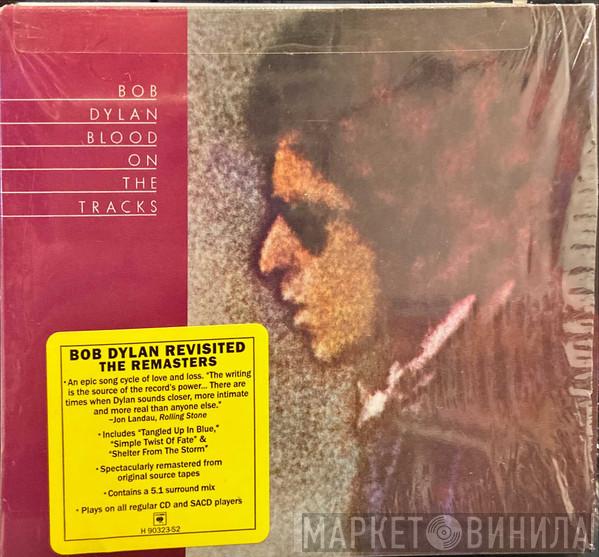 BOB
DYLAN
BLOOD
ON
THE
TRACKS
BOB DYLAN REVISITED
THE REMASTERS
• An epic song cycle of love and loss. "The writing
is the source of the record's power... There are
times when Dylan sounds closer, more intimate
and more real than anyone else."
–Jon Landau, Rolling Stone
• Includes "Tangled Up In Blue,"
"Simple Twist Of Fate" &
"Shelter From The Storm"
• Spectacularly remastered from
original source tapes
• Contains a 5.1 surround mix
• Plays on all regular CD and SACD players
H 90323-S2
МАРКЕТ ВИНИЛА